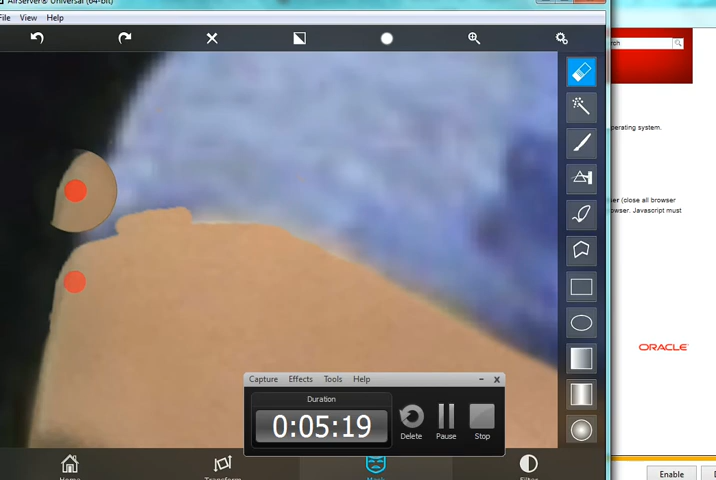 AirServer® Universal (64-bit)
File View Help
rch
perating system.
ser (close all browser
owser. Javascript must
ORACLE
Capture Effects Tools Help
Duration
0:05:19
Delete Pause Stop
Home Transform Mask Filter
Enable